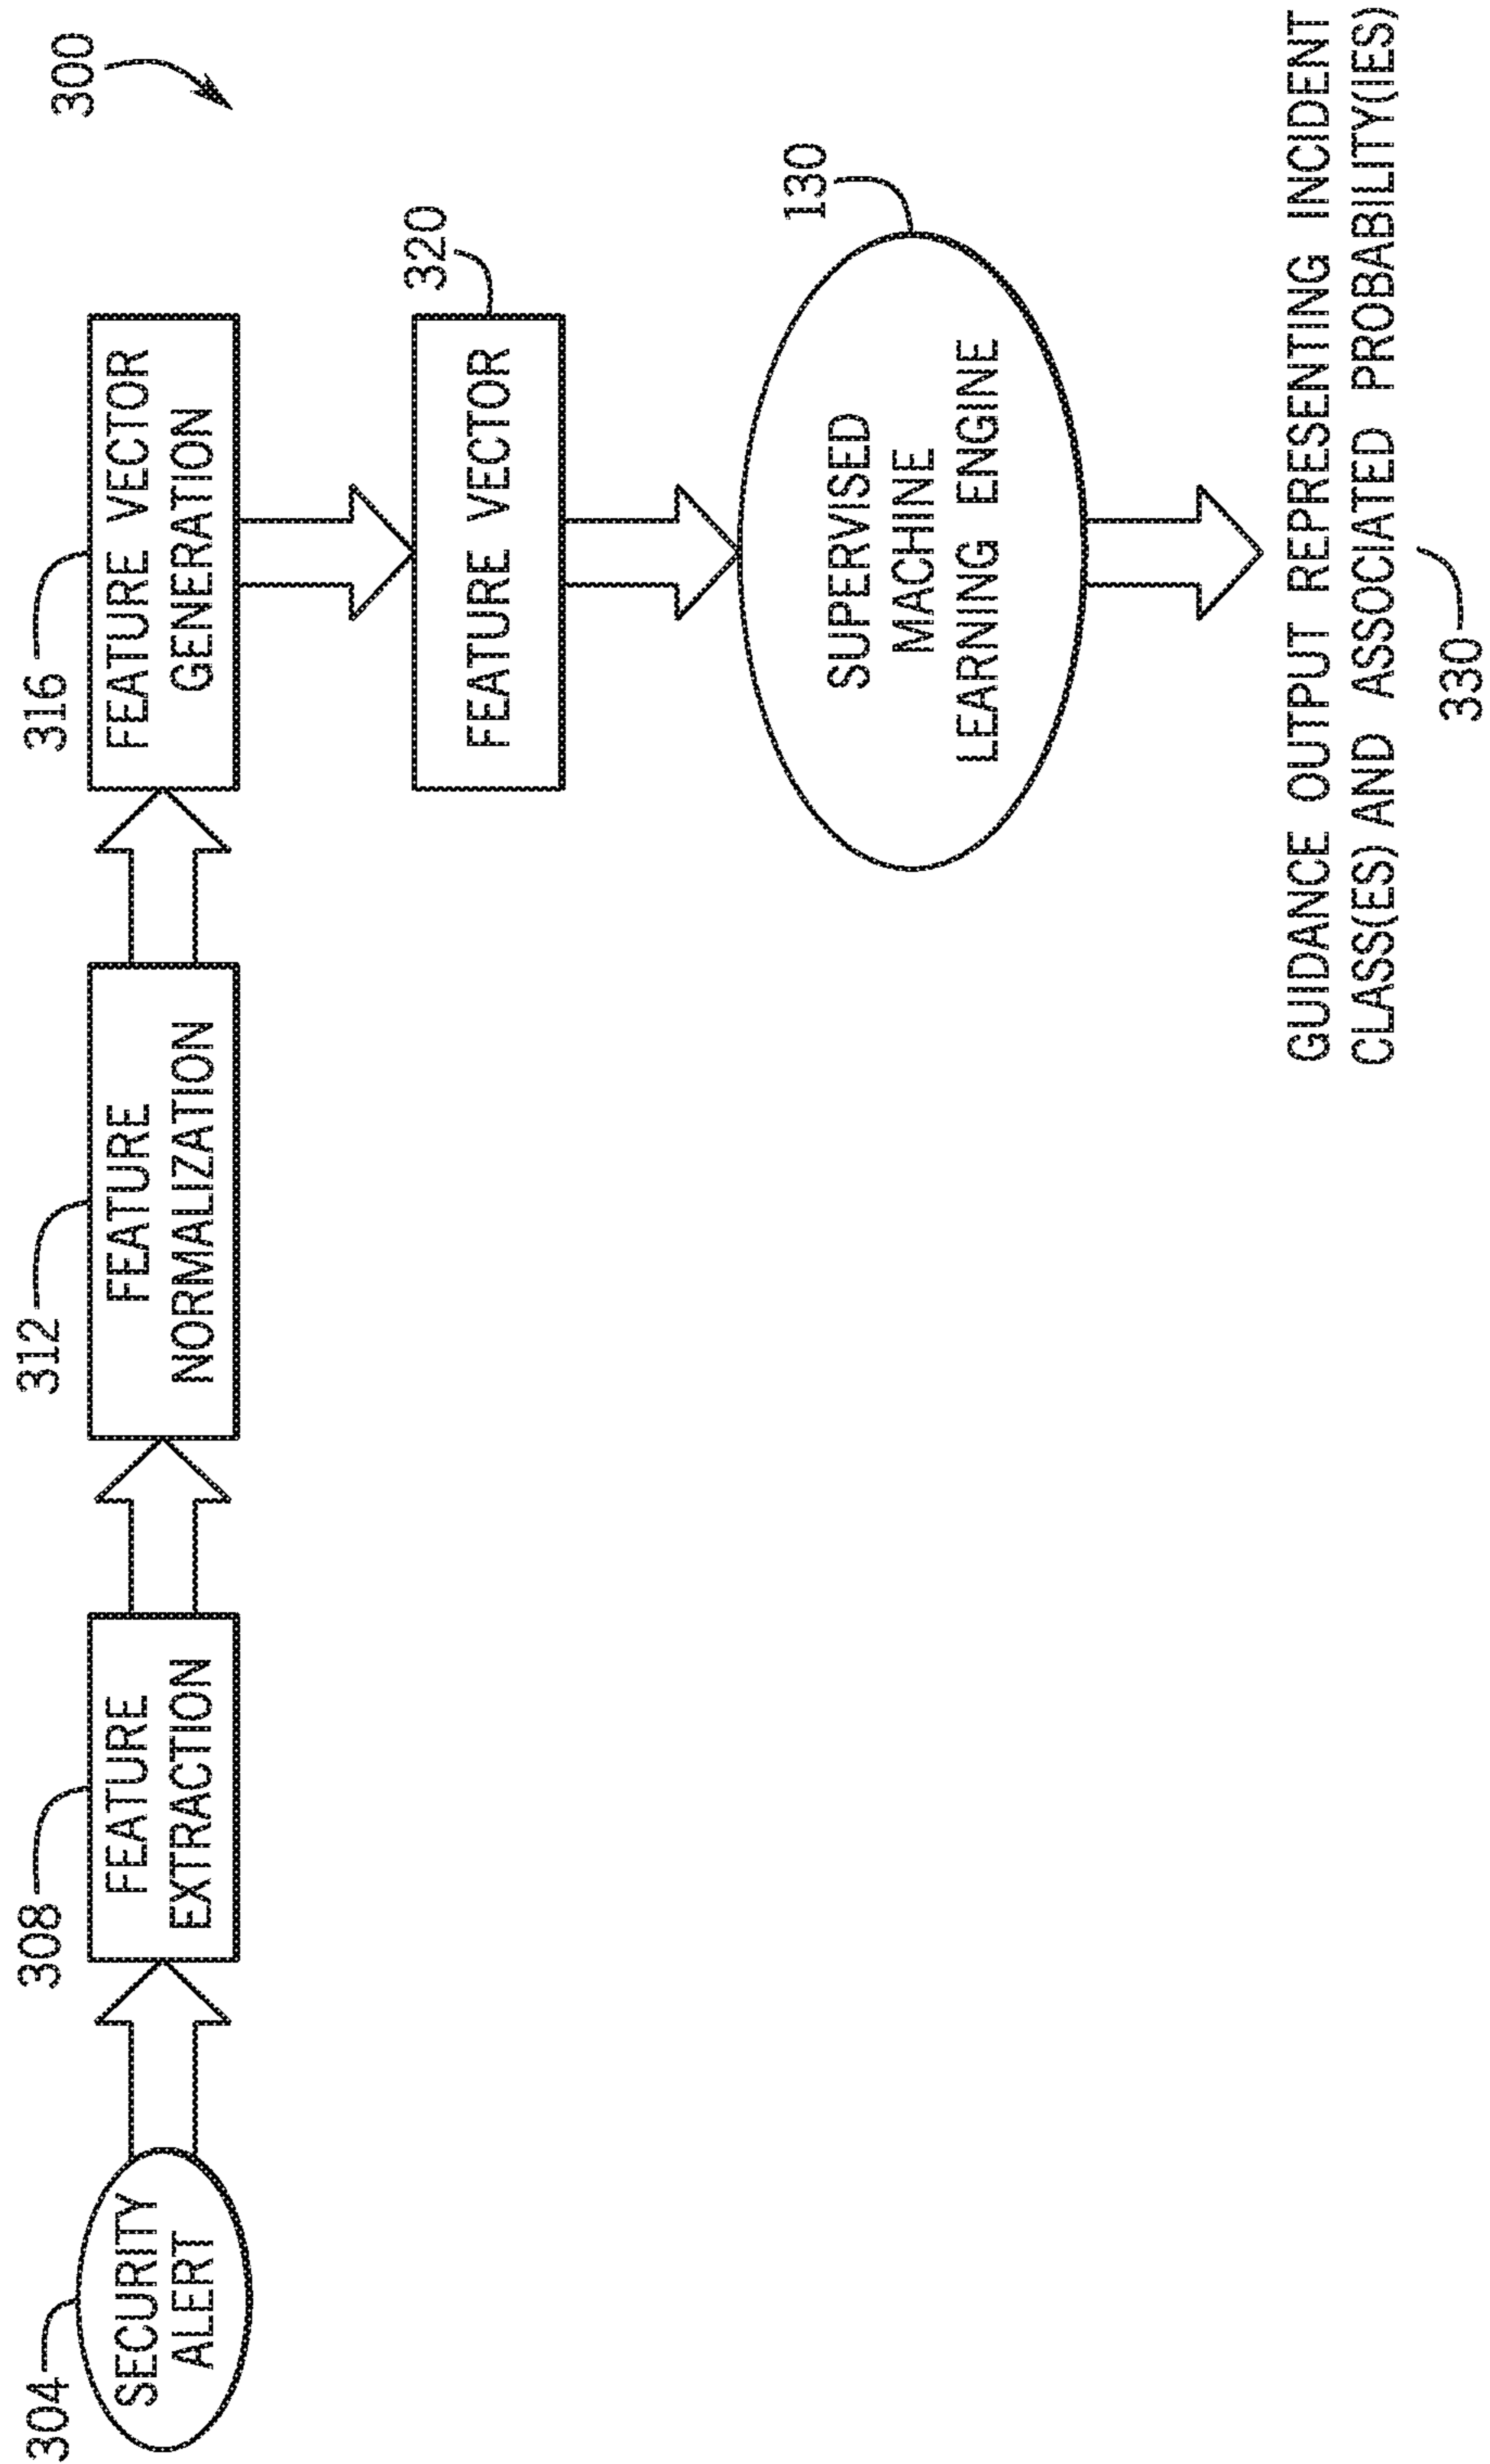 300
304
SECURITY
ALERT
308
FEATURE
EXTRACTION
312
FEATURE
NORMALIZATION
316
FEATURE VECTOR
GENERATION
320
FEATURE VECTOR
130
SUPERVISED
MACHINE
LEARNING ENGINE
GUIDANCE OUTPUT REPRESENTING INCIDENT
CLASS(ES) AND ASSOCIATED PROBABILITY(IES)
330